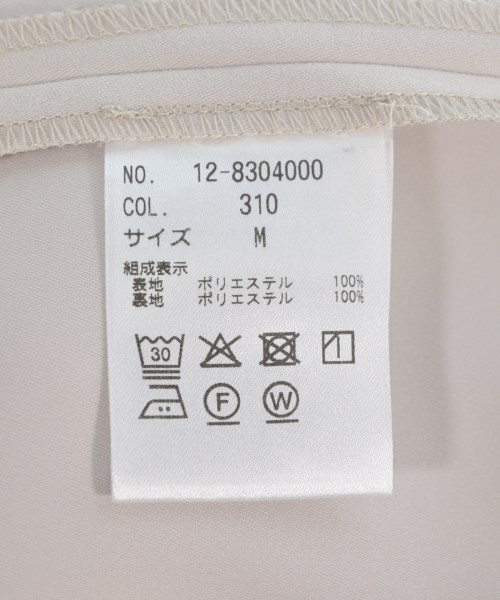 NO. 12-8304000
COL. 310
サイズ M
組成表示
表地 ポリエステル 100%
裏地 ポリエステル 100%
30
F W